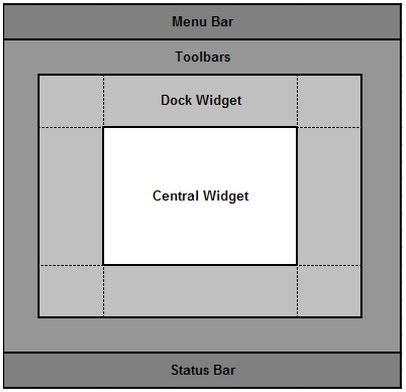 Menu Bar
Toolbars
Dock Widget
Central Widget
Status Bar